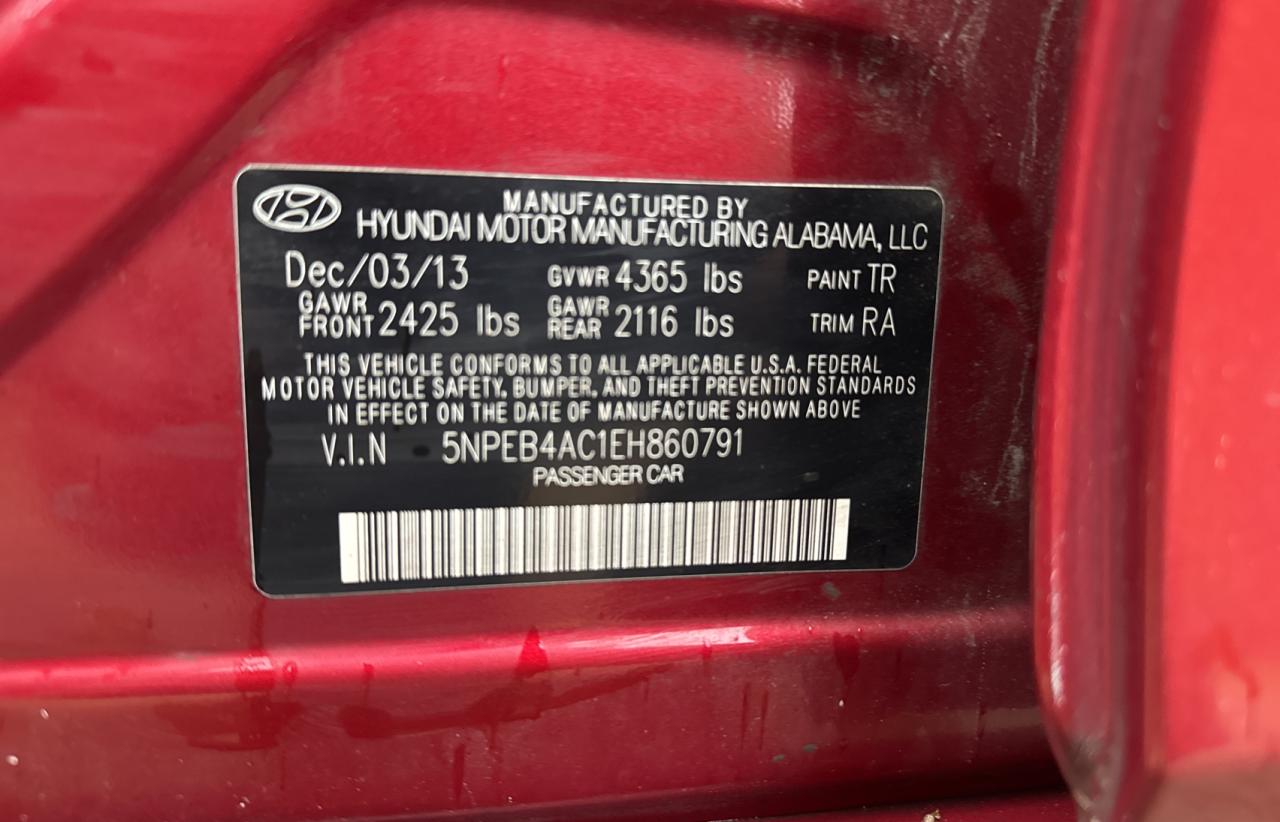 MANUFACTURED BY
HYUNDAI MOTOR MANUFACTURING ALABAMA, LLC
Dec/03/13 GVWR 4365 lbs PAINT TR
GAWR FRONT 2425 lbs GAWR REAR 2116 lbs TRIM RA
THIS VEHICLE CONFORMS TO ALL APPLICABLE U.S.A. FEDERAL
MOTOR VEHICLE SAFETY, BUMPER, AND THEFT PREVENTION STANDARDS
IN EFFECT ON THE DATE OF MANUFACTURE SHOWN ABOVE
V.I.N 5NPEB4AC1EH860791
PASSENGER CAR